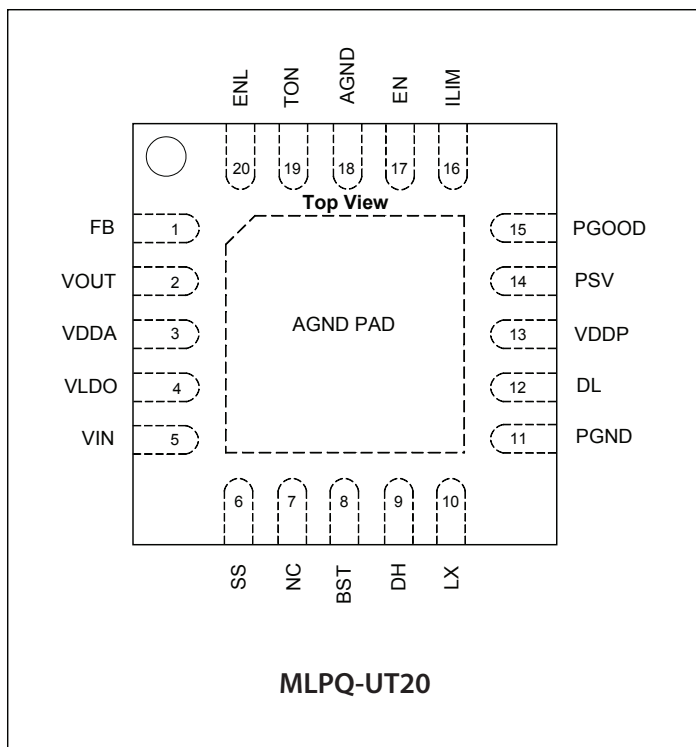 ENL TON AGND EN ILIM
20 19 18 17 16
Top View
FB 1 15 PGOOD
VOUT 2 14 PSV
AGND PAD
VDDA 3 13 VDDP
VLDO 4 12 DL
VIN 5 11 PGND
6 7 8 9 10
SS NC BST DH LX
MLPQ-UT20